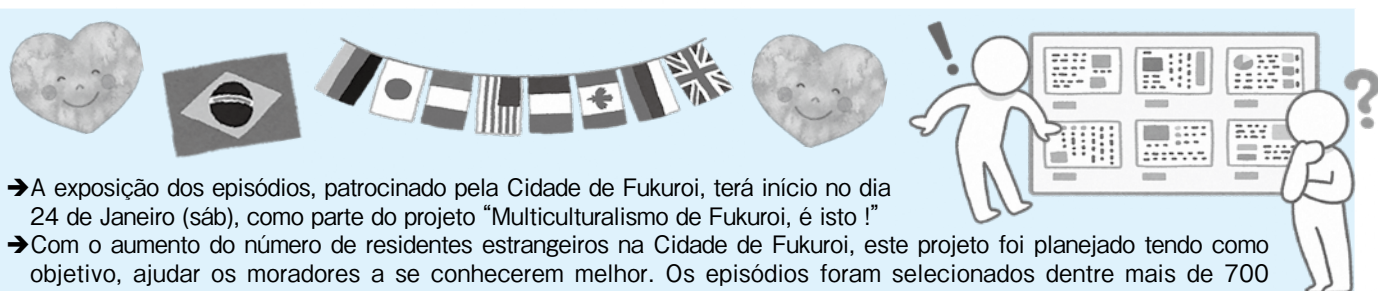 ➔A exposição dos episódios, patrocinado pela Cidade de Fukuroi, terá início no dia
24 de Janeiro (sáb), como parte do projeto “Multiculturalismo de Fukuroi, é isto !”
➔Com o aumento do número de residentes estrangeiros na Cidade de Fukuroi, este projeto foi planejado tendo como
objetivo, ajudar os moradores a se conhecerem melhor. Os episódios foram selecionados dentre mais de 700